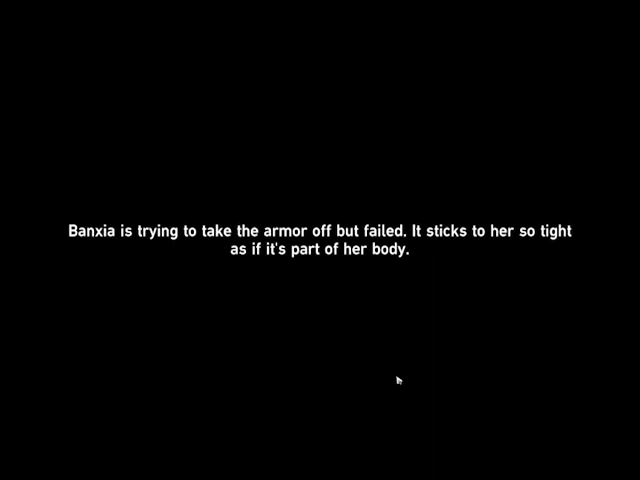 Banxia is trying to take the armor off but failed. It sticks to her so tight
as if it's part of her body.